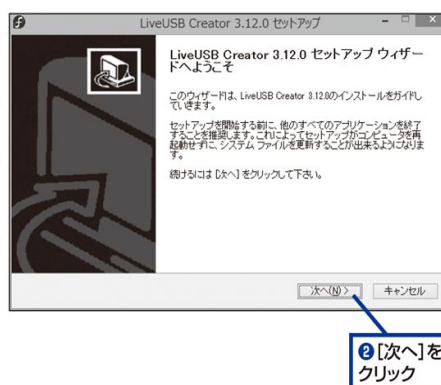 LiveUSB Creator 3.12.0 セットアップ
LiveUSB Creator 3.12.0 セットアップ ウィザー
ドへようこそ
このウィザードは、LiveUSB Creator 3.12.0のインストールをガイドし
ていきます。
セットアップを開始する前に、他のすべてのアプリケーションを終了
することを推奨します。これによってセットアップがコンピュータを再
起動せずに、システム ファイルを更新することが出来るようになりま
す。
続けるには [次へ] をクリックして下さい。
次へ(N) >
キャンセル
❷[次へ]を
クリック